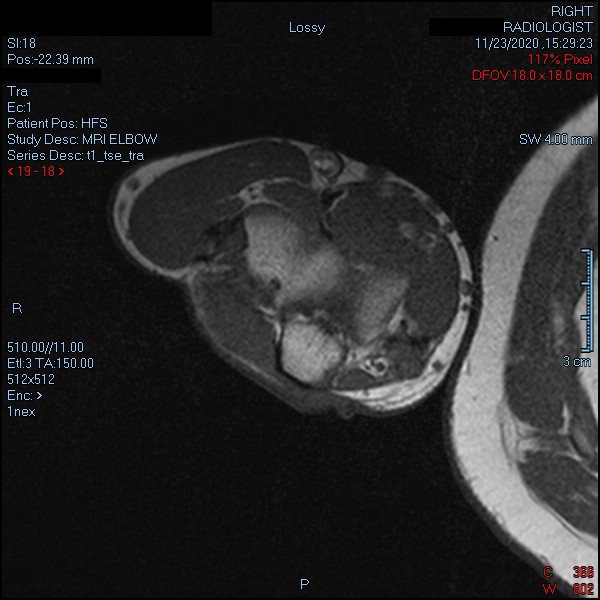 Lossy
RIGHT
RADIOLOGIST
11/23/2020 ,15:29:23
117% Pixel
DFOV 18.0 x 18.0 cm
SI:18
Pos:-22.39 mm
Tra
Ec:1
Patient Pos: HFS
Study Desc: MRI ELBOW
Series Desc: t1_tse_tra
< 19 - 18 >
SW 4.00 mm
R
3 cm
510.00//11.00
Etl:3 TA:150.00
512x512
Enc: >
1nex
P
C 366
W 802